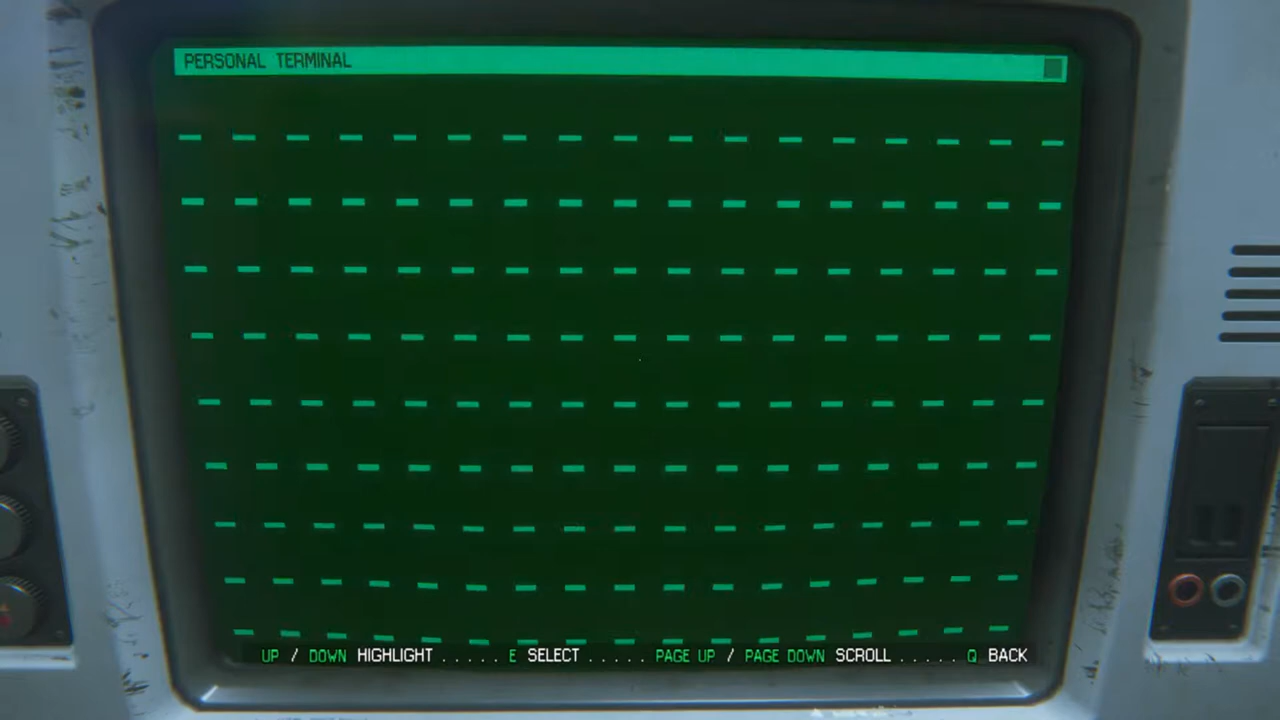 PERSONAL TERMINAL
UP / DOWN HIGHLIGHT ..... E SELECT ..... PAGE UP / PAGE DOWN SCROLL ..... Q BACK